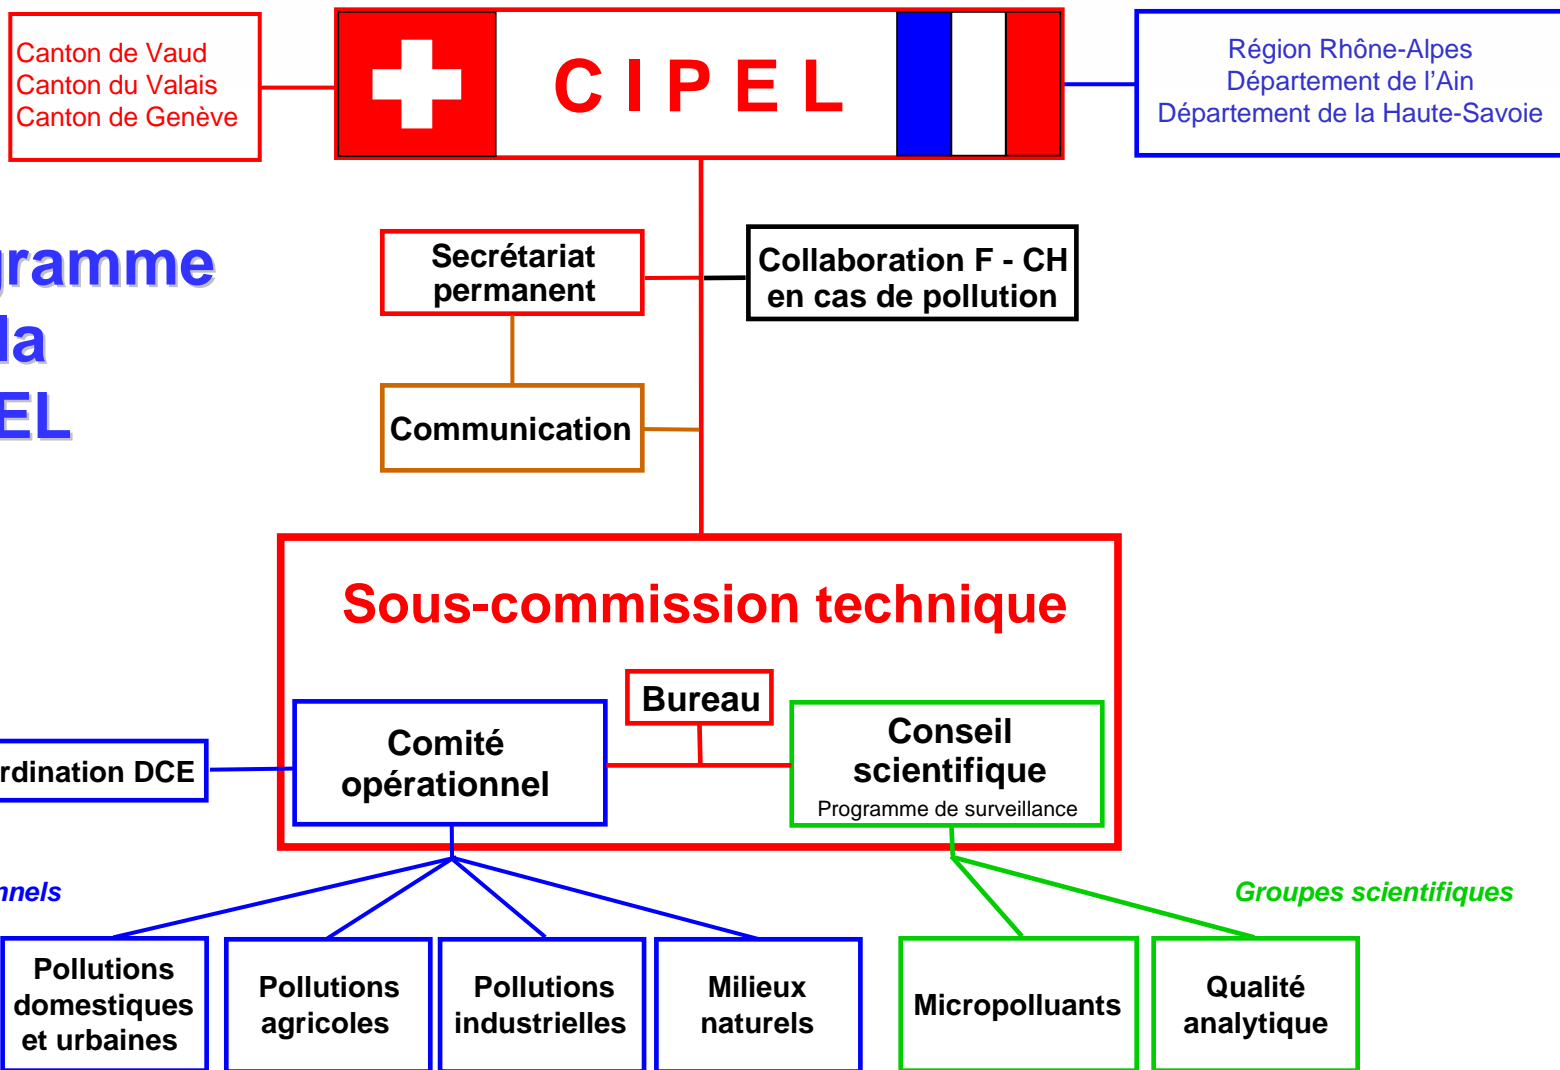 Canton de Vaud
Canton du Valais
Canton de Genève
C I P E L
Région Rhône-Alpes
Département de l'Ain
Département de la Haute-Savoie
gramme
la
EL
Secrétariat
permanent
Collaboration F - CH
en cas de pollution
Communication
Sous-commission technique
Bureau
Comité
opérationnel
Conseil
scientifique
Programme de surveillance
rdination DCE
nnels
Groupes scientifiques
Pollutions
domestiques
et urbaines
Pollutions
agricoles
Pollutions
industrielles
Milieux
naturels
Micropolluants
Qualité
analytique